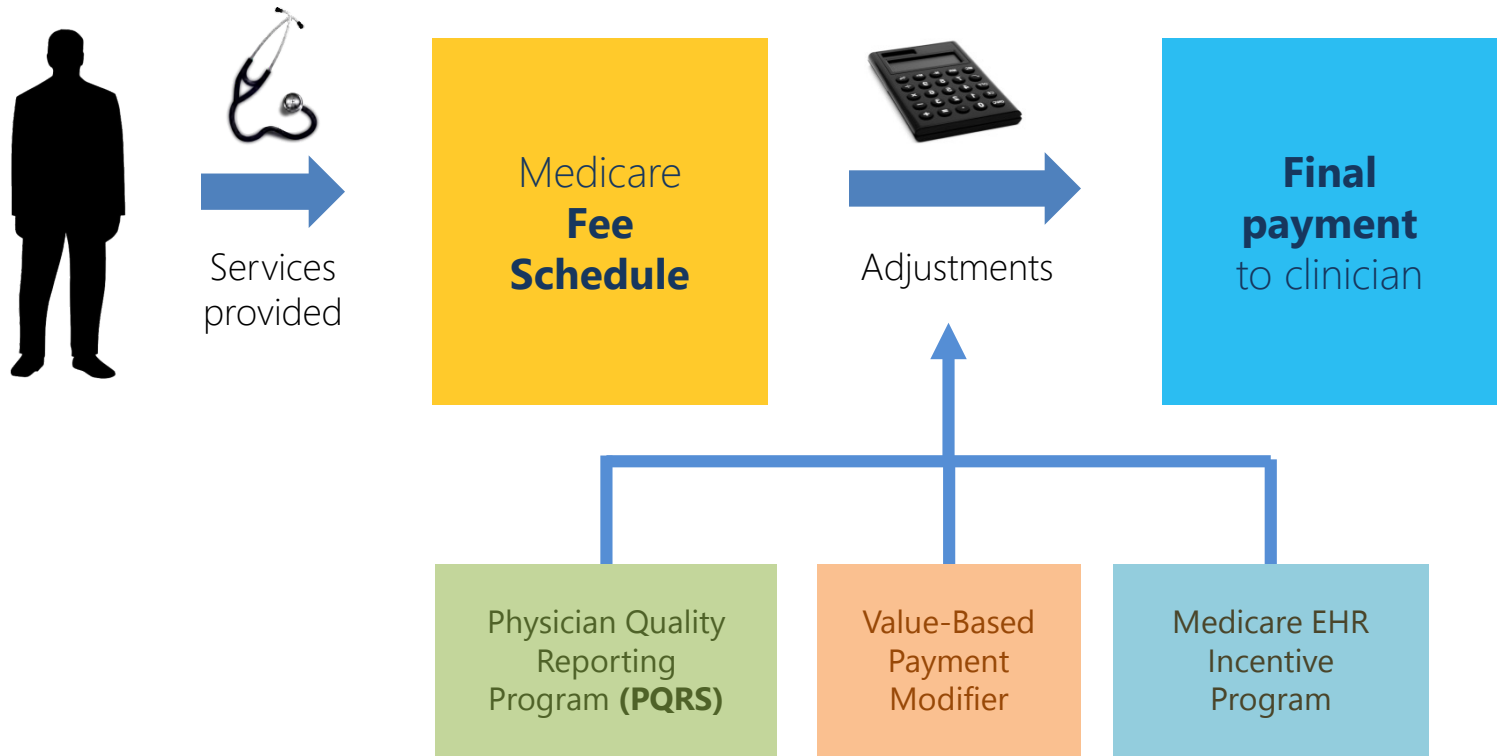 Services
provided
Medicare
Fee
Schedule
Adjustments
Final
payment
to clinician
Physician Quality
Reporting
Program (PQRS)
Value-Based
Payment
Modifier
Medicare EHR
Incentive
Program